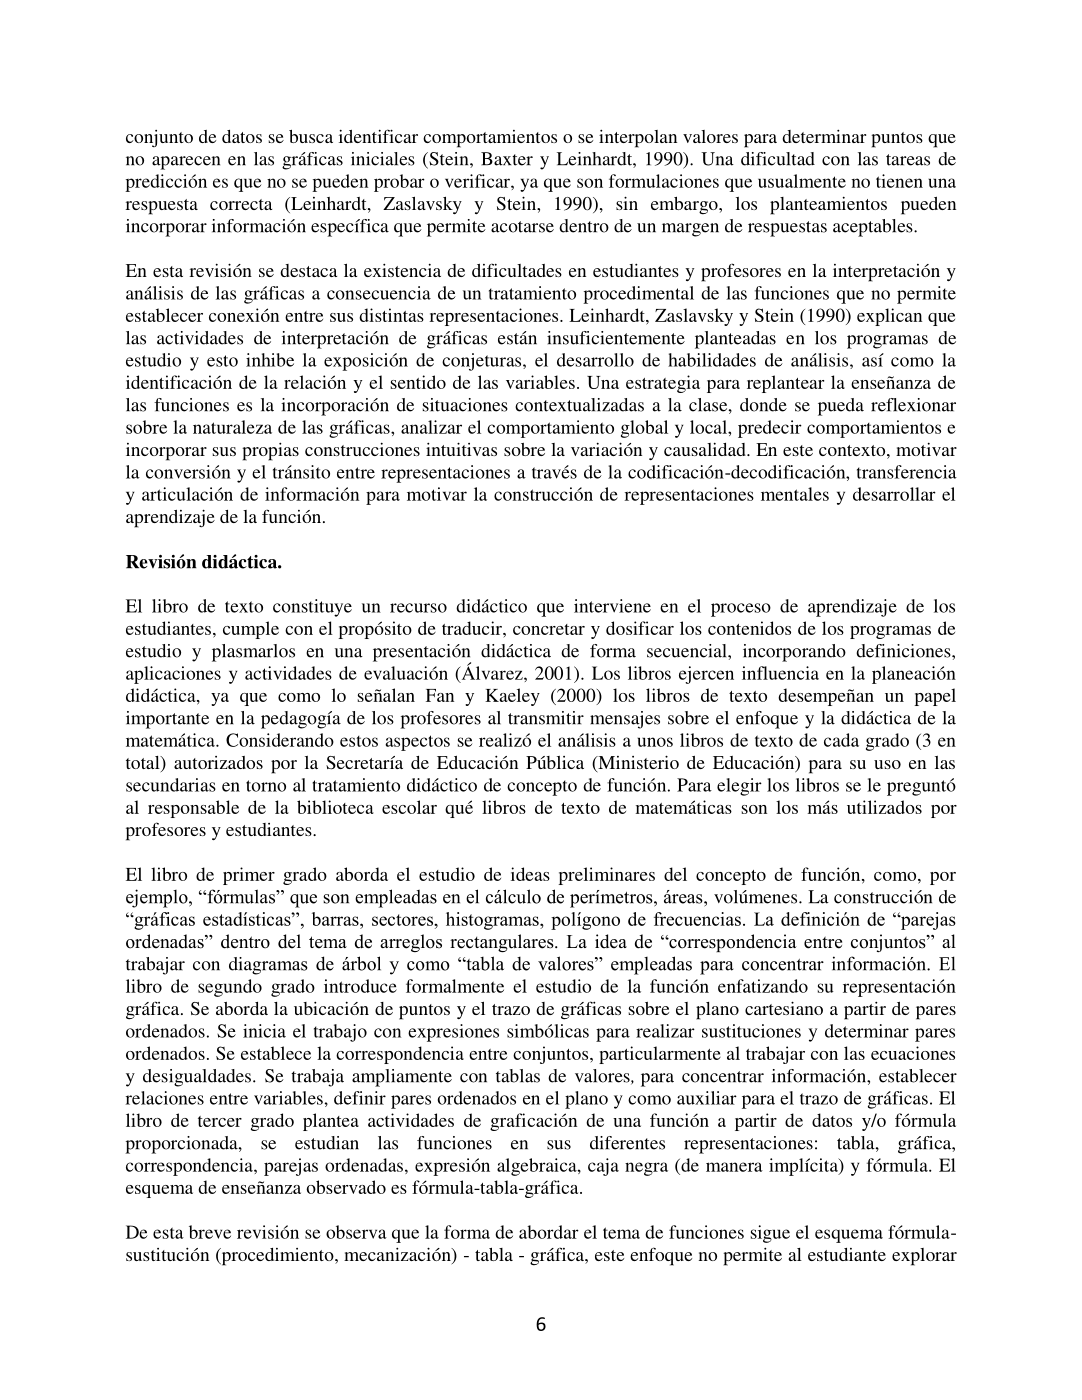 conjunto de datos se busca identificar comportamientos o se interpolan valores para determinar puntos que
no aparecen en las gráficas iniciales (Stein, Baxter y Leinhardt, 1990). Una dificultad con las tareas de
predicción es que no se pueden probar o verificar, ya que son formulaciones que usualmente no tienen una
respuesta correcta (Leinhardt, Zaslavsky y Stein, 1990), sin embargo, los planteamientos pueden
incorporar información específica que permite acotarse dentro de un margen de respuestas aceptables.
En esta revisión se destaca la existencia de dificultades en estudiantes y profesores en la interpretación y
análisis de las gráficas a consecuencia de un tratamiento procedimental de las funciones que no permite
establecer conexión entre sus distintas representaciones. Leinhardt, Zaslavsky y Stein (1990) explican que
las actividades de interpretación de gráficas están insuficientemente planteadas en los programas de
estudio y esto inhibe la exposición de conjeturas, el desarrollo de habilidades de análisis, así como la
identificación de la relación y el sentido de las variables. Una estrategia para replantear la enseñanza de
las funciones es la incorporación de situaciones contextualizadas a la clase, donde se pueda reflexionar
sobre la naturaleza de las gráficas, analizar el comportamiento global y local, predecir comportamientos e
incorporar sus propias construcciones intuitivas sobre la variación y causalidad. En este contexto, motivar
la conversión y el tránsito entre representaciones a través de la codificación-decodificación, transferencia
y articulación de información para motivar la construcción de representaciones mentales y desarrollar el
aprendizaje de la función.
Revisión didáctica.
El libro de texto constituye un recurso didáctico que interviene en el proceso de aprendizaje de los
estudiantes, cumple con el propósito de traducir, concretar y dosificar los contenidos de los programas de
estudio y plasmarlos en una presentación didáctica de forma secuencial, incorporando definiciones,
aplicaciones y actividades de evaluación (Álvarez, 2001). Los libros ejercen influencia en la planeación
didáctica, ya que como lo señalan Fan y Kaeley (2000) los libros de texto desempeñan un papel
importante en la pedagogía de los profesores al transmitir mensajes sobre el enfoque y la didáctica de la
matemática. Considerando estos aspectos se realizó el análisis a unos libros de texto de cada grado (3 en
total) autorizados por la Secretaría de Educación Pública (Ministerio de Educación) para su uso en las
secundarias en torno al tratamiento didáctico de concepto de función. Para elegir los libros se le preguntó
al responsable de la biblioteca escolar qué libros de texto de matemáticas son los más utilizados por
profesores y estudiantes.
El libro de primer grado aborda el estudio de ideas preliminares del concepto de función, como, por
ejemplo, “fórmulas” que son empleadas en el cálculo de perímetros, áreas, volúmenes. La construcción de
“gráficas estadísticas”, barras, sectores, histogramas, polígono de frecuencias. La definición de “parejas
ordenadas” dentro del tema de arreglos rectangulares. La idea de “correspondencia entre conjuntos” al
trabajar con diagramas de árbol y como “tabla de valores” empleadas para concentrar información. El
libro de segundo grado introduce formalmente el estudio de la función enfatizando su representación
gráfica. Se aborda la ubicación de puntos y el trazo de gráficas sobre el plano cartesiano a partir de pares
ordenados. Se inicia el trabajo con expresiones simbólicas para realizar sustituciones y determinar pares
ordenados. Se establece la correspondencia entre conjuntos, particularmente al trabajar con las ecuaciones
y desigualdades. Se trabaja ampliamente con tablas de valores, para concentrar información, establecer
relaciones entre variables, definir pares ordenados en el plano y como auxiliar para el trazo de gráficas. El
libro de tercer grado plantea actividades de graficación de una función a partir de datos y/o fórmula
proporcionada, se estudian las funciones en sus diferentes representaciones: tabla, gráfica,
correspondencia, parejas ordenadas, expresión algebraica, caja negra (de manera implícita) y fórmula. El
esquema de enseñanza observado es fórmula-tabla-gráfica.
De esta breve revisión se observa que la forma de abordar el tema de funciones sigue el esquema fórmula-
sustitución (procedimiento, mecanización) - tabla - gráfica, este enfoque no permite al estudiante explorar
6